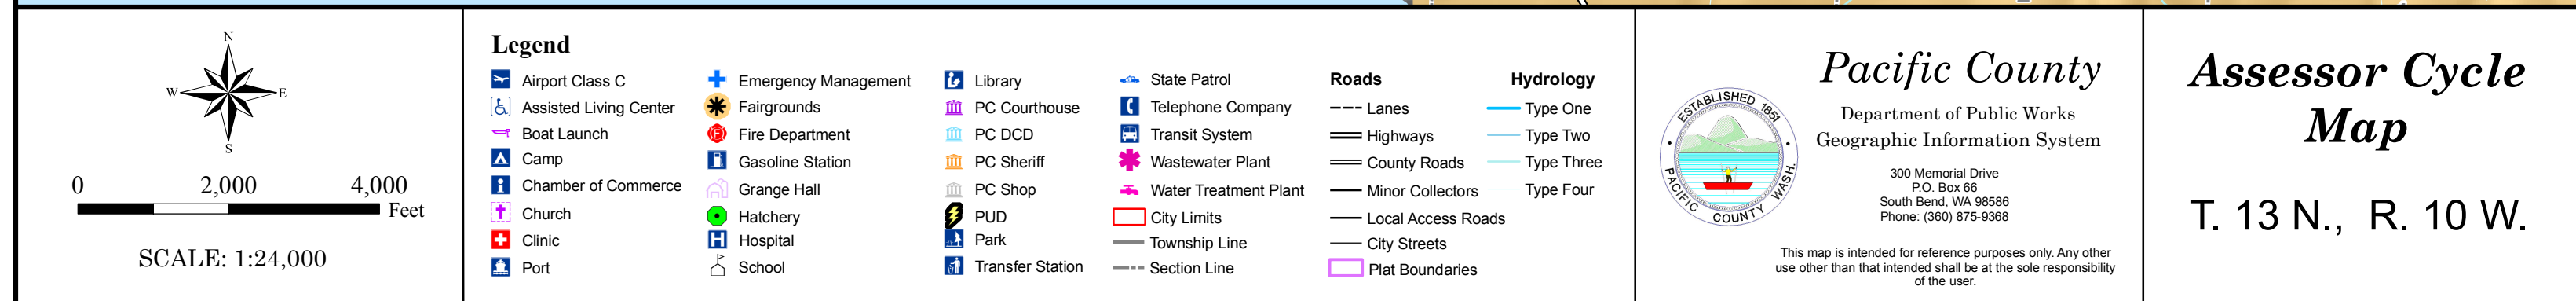 N
W E
S
0 2,000 4,000
Feet
SCALE: 1:24,000
Legend
Airport Class C
Assisted Living Center
Boat Launch
Camp
Chamber of Commerce
Church
Clinic
Port
Emergency Management
Fairgrounds
Fire Department
Gasoline Station
Grange Hall
Hatchery
Hospital
School
Library
PC Courthouse
PC DCD
PC Sheriff
PC Shop
PUD
Park
Transfer Station
State Patrol
Telephone Company
Transit System
Wastewater Plant
Water Treatment Plant
City Limits
Township Line
Section Line
Roads
Lanes
Highways
County Roads
Minor Collectors
Local Access Roads
City Streets
Plat Boundaries
Hydrology
Type One
Type Two
Type Three
Type Four
ESTABLISHED 1851
PACIFIC COUNTY WASH.
Pacific County
Department of Public Works
Geographic Information System
300 Memorial Drive
P.O. Box 66
South Bend, WA 98586
Phone: (360) 875-9368
This map is intended for reference purposes only. Any other
use other than that intended shall be at the sole responsibility
of the user.
Assessor Cycle
Map
T. 13 N., R. 10 W.